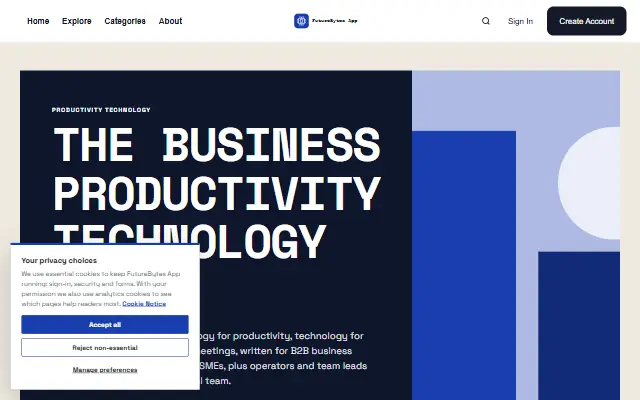 Home Explore Categories About
FutureBytes App
Sign In
Create Account
PRODUCTIVITY TECHNOLOGY
THE BUSINESS
PRODUCTIVITY
TECHNOLOGY
Your privacy choices
We use essential cookies to keep FutureBytes App
running: sign-in, security and forms. With your
permission we also use analytics cookies to see
which pages help readers most. Cookie Notice
Accept all
Reject non-essential
Manage preferences
for productivity, technology for
written for B2B business
SMEs, plus operators and team leads
team.